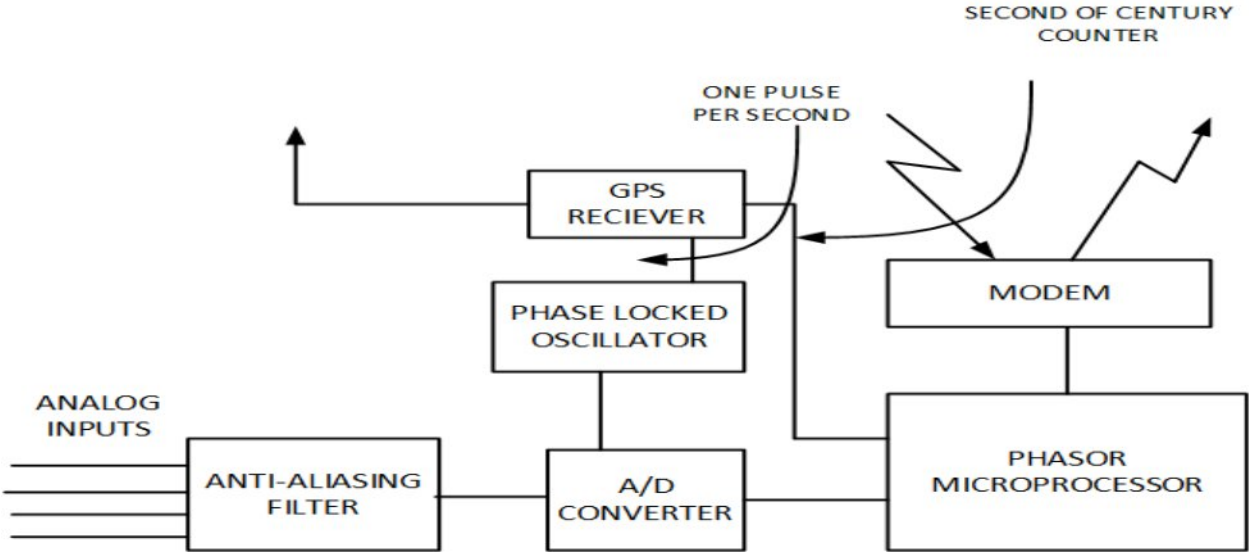 SECOND OF CENTURY
COUNTER
ONE PULSE
PER SECOND
GPS
RECIEVER
MODEM
PHASE LOCKED
OSCILLATOR
ANALOG
INPUTS
ANTI-ALIASING
FILTER
A/D
CONVERTER
PHASOR
MICROPROCESSOR